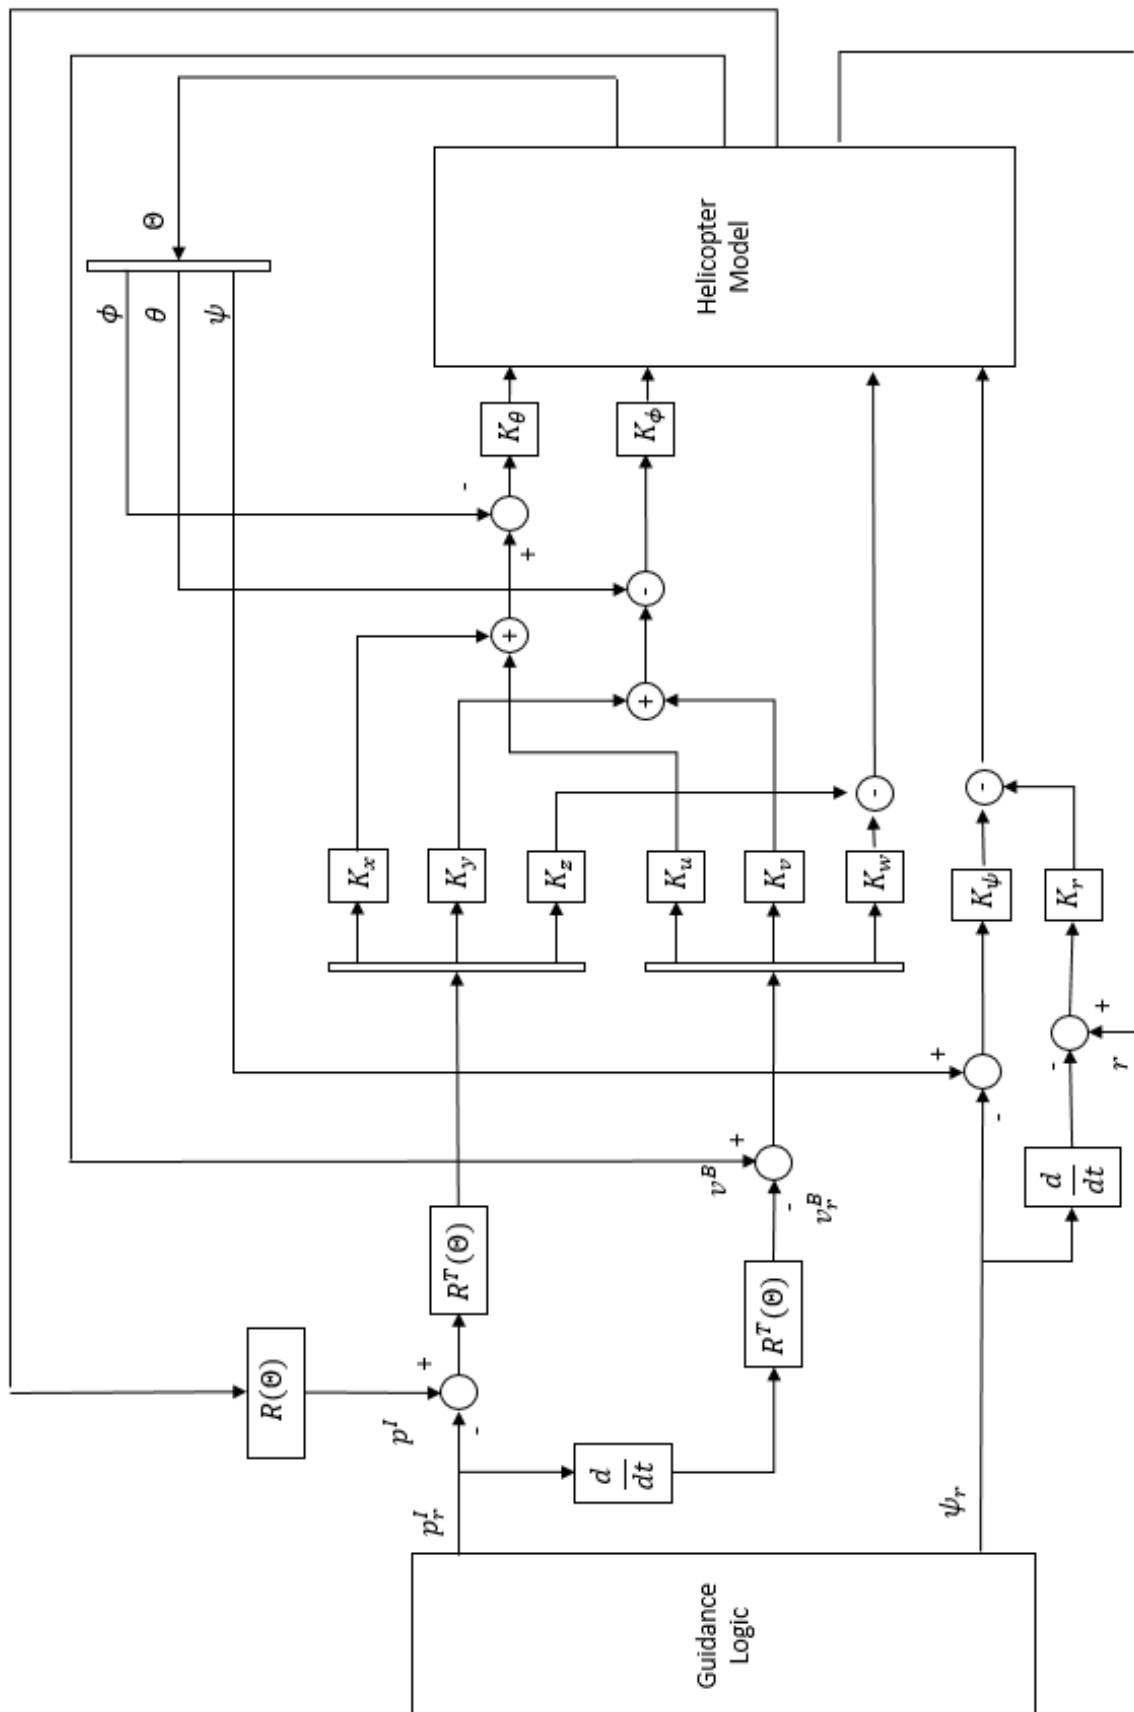 Θ
ϕ
θ
ψ
Helicopter
Model
K_θ
K_ϕ
-
+
-
+
+
K_x
K_y
K_z
K_u
K_v
K_w
-
-
K_ψ
K_r
+
-
-
+
r
d
dt
v^B
+
-
v_r^B
R^T(Θ)
R^T(Θ)
R(Θ)
+
p^I
-
p_r^I
d
dt
ψ_r
Guidance
Logic